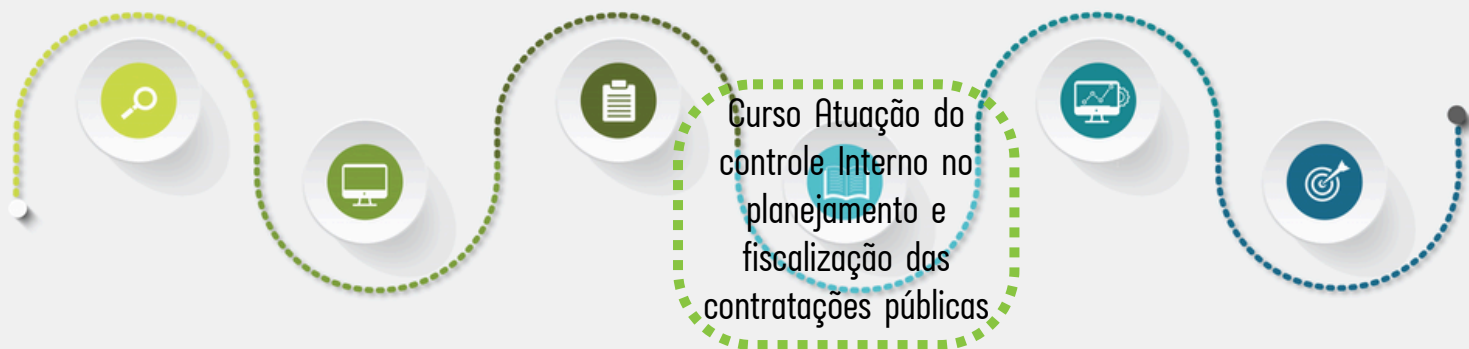 Curso Atuação do
controle Interno no
planejamento e
fiscalização das
contratações públicas